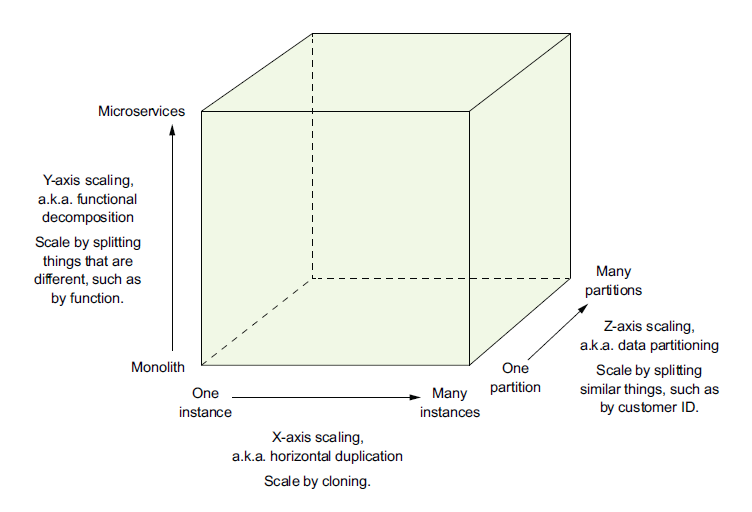 Microservices
Y-axis scaling,
a.k.a. functional
decomposition
Scale by splitting
things that are
different, such as
by function.
Monolith
One
instance
Many
instances
X-axis scaling,
a.k.a. horizontal duplication
Scale by cloning.
One
partition
Many
partitions
Z-axis scaling,
a.k.a. data partitioning
Scale by splitting
similar things, such as
by customer ID.